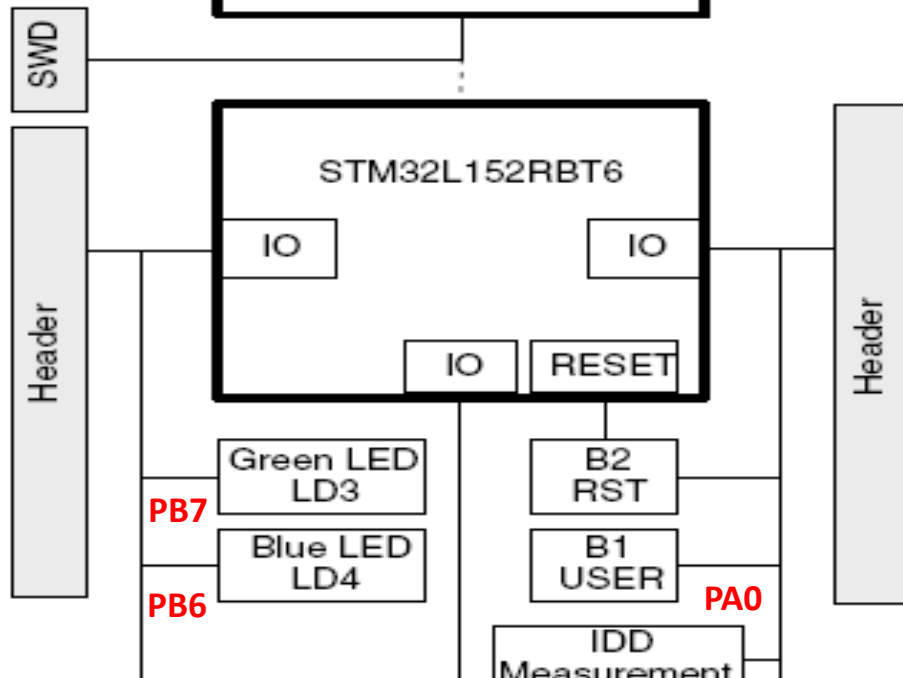 SWD
STM32L152RBT6
IO
IO
Header
Header
IO
RESET
Green LED
LD3
B2
RST
PB7
Blue LED
LD4
B1
USER
PB6
PA0
IDD
Measurement